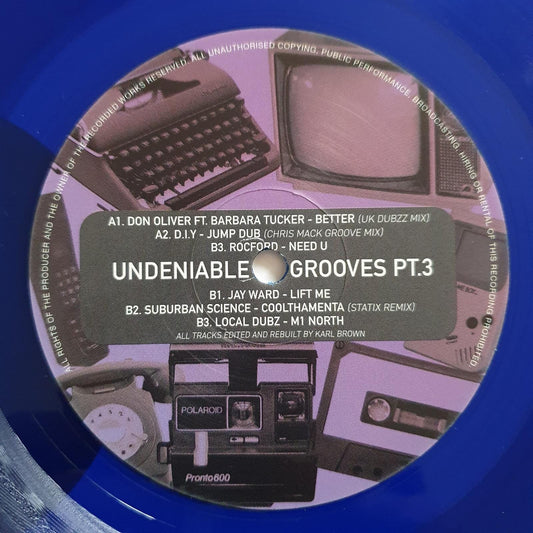 ALL RIGHTS OF THE PRODUCER AND THE OWNER OF THE RECORDED WORKS RESERVED. ALL UNAUTHORISED COPYING, PUBLIC PERFORMANCE, BROADCASTING, HIRING OR RENTAL OF THIS RECORDING PROHIBITED
A1. DON OLIVER FT. BARBARA TUCKER - BETTER (UK DUBZZ MIX)
A2. D.I.Y - JUMP DUB (CHRIS MACK GROOVE MIX)
B3. ROCFORD - NEED U
UNDENIABLE GROOVES PT.3
B1. JAY WARD - LIFT ME
B2. SUBURBAN SCIENCE - COOLTHAMENTA (STATIX REMIX)
B3. LOCAL DUBZ - M1 NORTH
ALL TRACKS EDITED AND REBUILT BY KARL BROWN
POLAROID
Pronto600